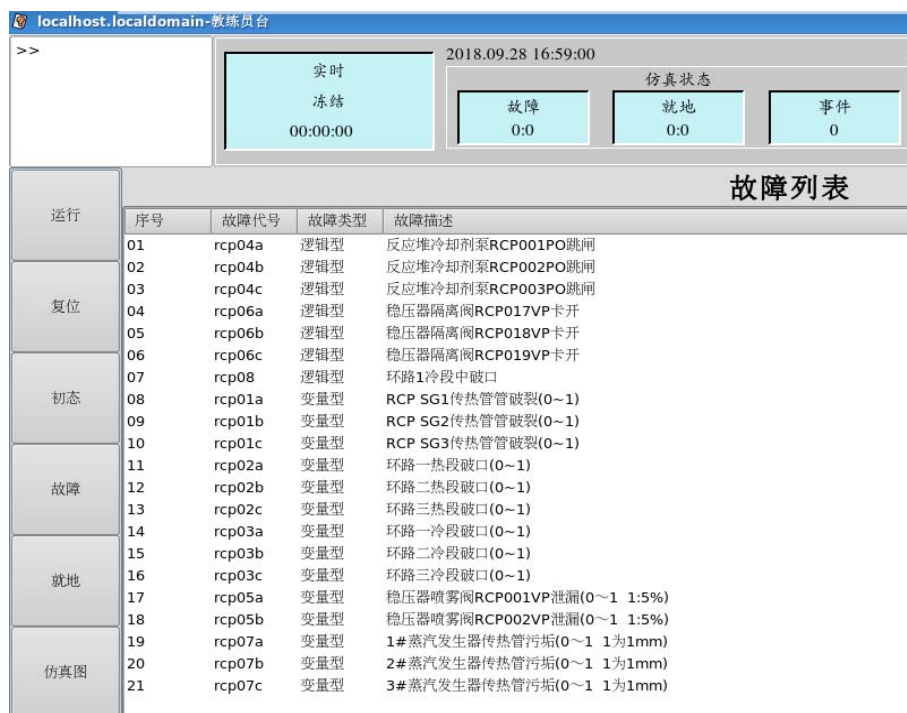 localhost.localdomain-教练员台
>>
实时
冻结
00:00:00
2018.09.28 16:59:00
仿真状态
故障
0:0
就地
0:0
事件
0
运行
复位
初态
故障
就地
仿真图
故障列表
序号 故障代号 故障类型 故障描述
01 rcp04a 逻辑型 反应堆冷却剂泵RCP001PO跳闸
02 rcp04b 逻辑型 反应堆冷却剂泵RCP002PO跳闸
03 rcp04c 逻辑型 反应堆冷却剂泵RCP003PO跳闸
04 rcp06a 逻辑型 稳压器隔离阀RCP017VP卡开
05 rcp06b 逻辑型 稳压器隔离阀RCP018VP卡开
06 rcp06c 逻辑型 稳压器隔离阀RCP019VP卡开
07 rcp08 逻辑型 环路1冷段中破口
08 rcp01a 变量型 RCP SG1传热管管破裂(0~1)
09 rcp01b 变量型 RCP SG2传热管管破裂(0~1)
10 rcp01c 变量型 RCP SG3传热管管破裂(0~1)
11 rcp02a 变量型 环路一热段破口(0~1)
12 rcp02b 变量型 环路二热段破口(0~1)
13 rcp02c 变量型 环路三热段破口(0~1)
14 rcp03a 变量型 环路一冷段破口(0~1)
15 rcp03b 变量型 环路二冷段破口(0~1)
16 rcp03c 变量型 环路三冷段破口(0~1)
17 rcp05a 变量型 稳压器喷雾阀RCP001VP泄漏(0～1 1:5%)
18 rcp05b 变量型 稳压器喷雾阀RCP002VP泄漏(0～1 1:5%)
19 rcp07a 变量型 1#蒸汽发生器传热管污垢(0～1 1为1mm)
20 rcp07b 变量型 2#蒸汽发生器传热管污垢(0～1 1为1mm)
21 rcp07c 变量型 3#蒸汽发生器传热管污垢(0～1 1为1mm)